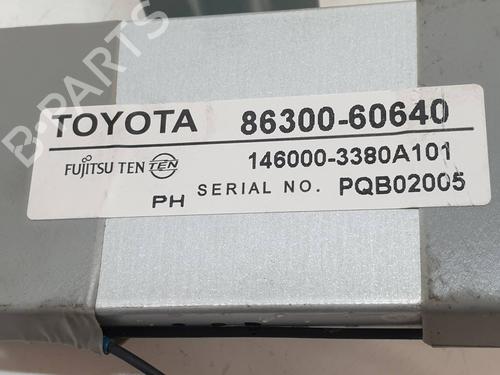 B-PARTS
TOYOTA 86300-60640
FUJITSU TEN TEN 146000-3380A101
PH SERIAL NO. PQB02005